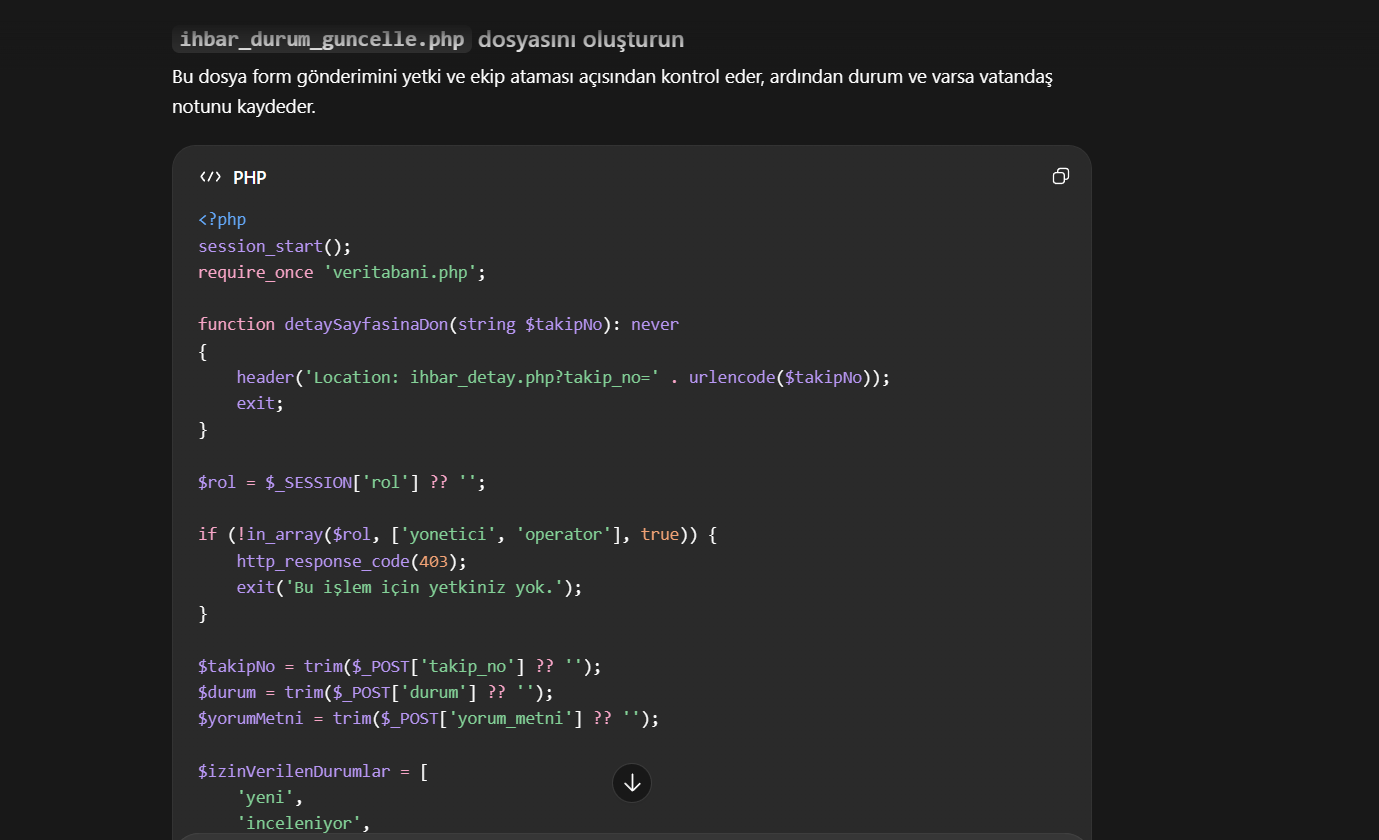 ihbar_durum_guncelle.php dosyasını oluşturun
Bu dosya form gönderimini yetki ve ekip ataması açısından kontrol eder, ardından durum ve varsa vatandaş
notunu kaydeder.
</> PHP
<?php
session_start();
require_once 'veritabani.php';
function detaySayfasinaDon(string $takipNo): never
{
    header('Location: ihbar_detay.php?takip_no=' . urlencode($takipNo));
    exit;
}
$rol = $_SESSION['rol'] ?? '';
if (!in_array($rol, ['yonetici', 'operator'], true)) {
    http_response_code(403);
    exit('Bu işlem için yetkiniz yok.');
}
$takipNo = trim($_POST['takip_no'] ?? '');
$durum = trim($_POST['durum'] ?? '');
$yorumMetni = trim($_POST['yorum_metni'] ?? '');
$izinVerilenDurumlar = [
    'yeni',
    'inceleniyor',